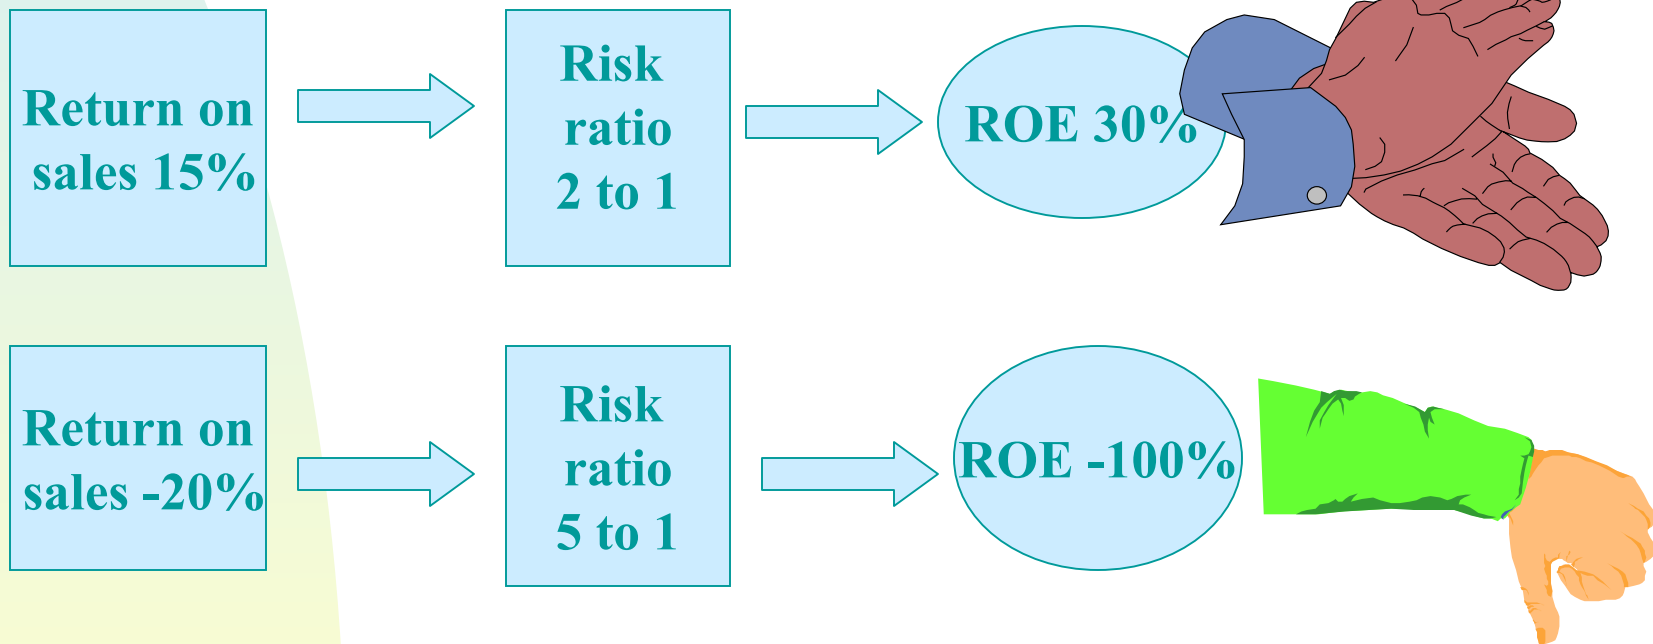 Return on
sales 15%
Risk
ratio
2 to 1
ROE 30%
Return on
sales -20%
Risk
ratio
5 to 1
ROE -100%